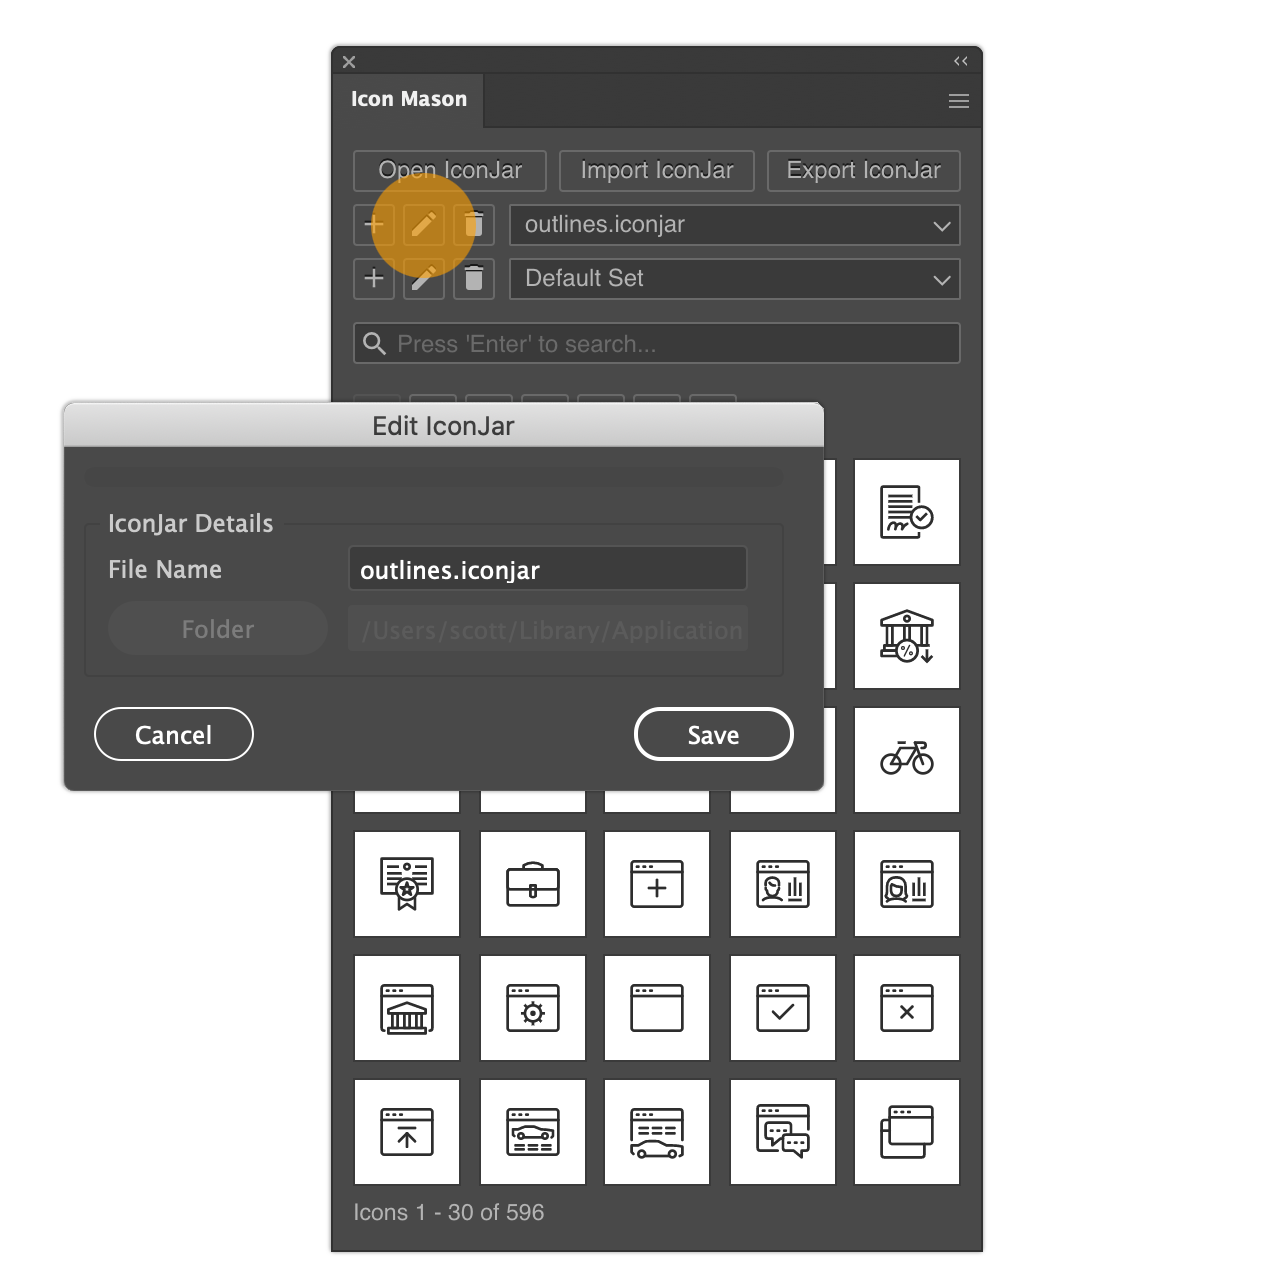 Icon Mason
Open IconJar
Import IconJar
Export IconJar
outlines.iconjar
Default Set
Press 'Enter' to search...
Edit IconJar
IconJar Details
File Name
outlines.iconjar
Folder
/Users/scott/Library/Application
Cancel
Save
%
Icons 1 - 30 of 596